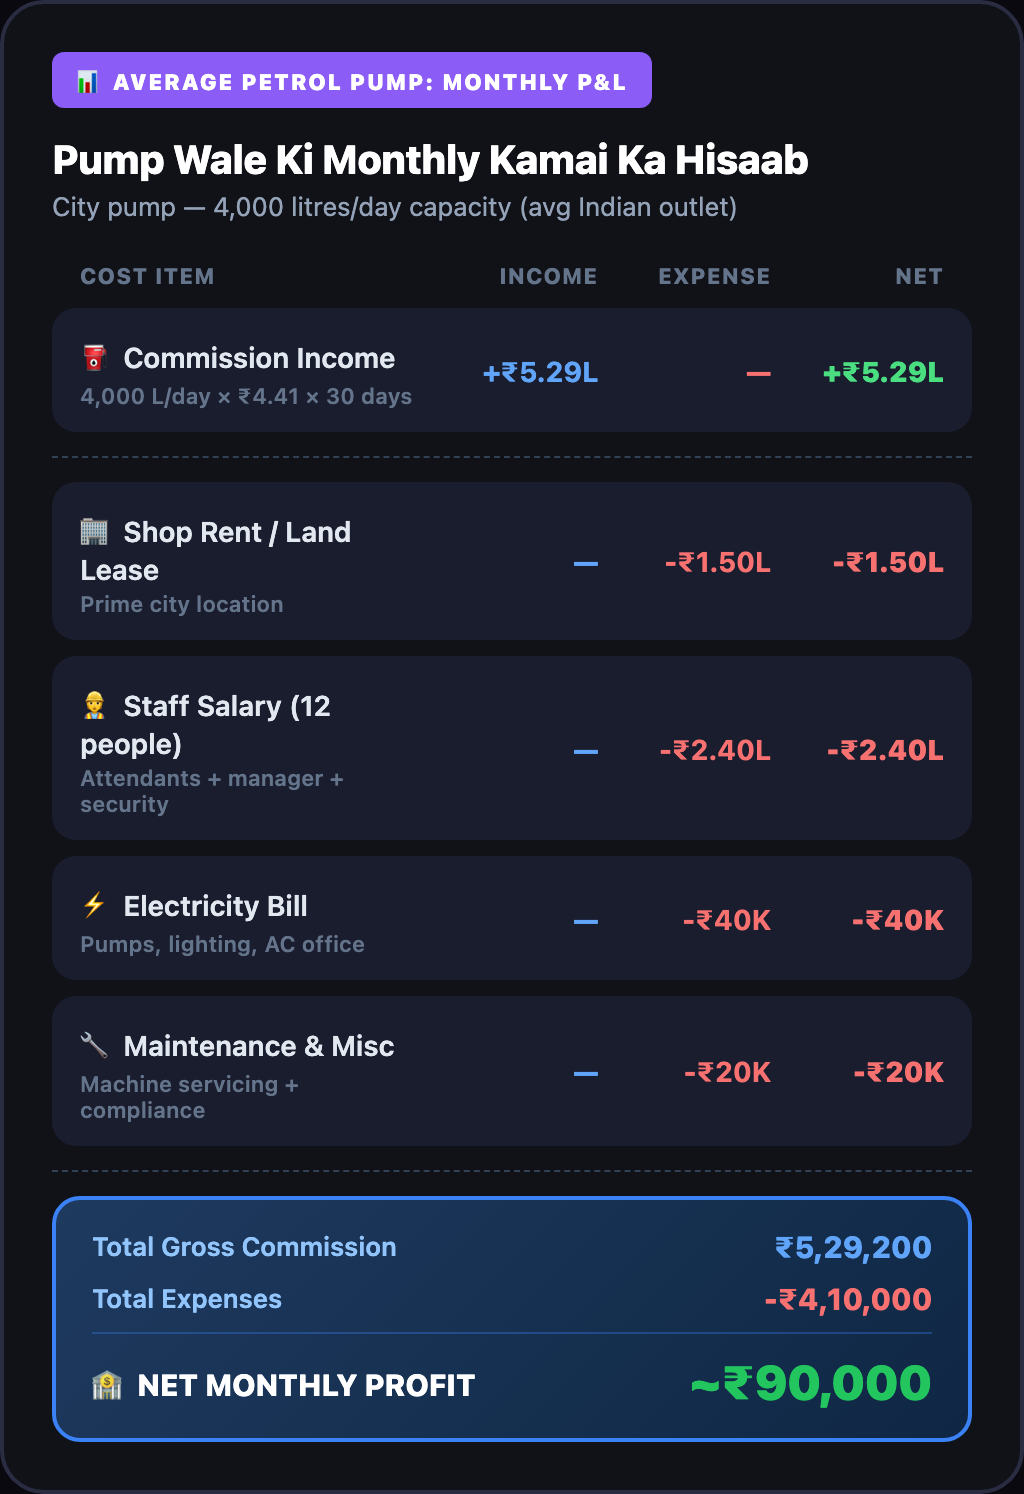 📊 AVERAGE PETROL PUMP: MONTHLY P&L
Pump Wale Ki Monthly Kamai Ka Hisaab
City pump — 4,000 litres/day capacity (avg Indian outlet)
COST ITEM INCOME EXPENSE NET
⛽ Commission Income
4,000 L/day × ₹4.41 × 30 days
+₹5.29L — +₹5.29L
🏢 Shop Rent / Land
Lease
Prime city location
— -₹1.50L -₹1.50L
👷 Staff Salary (12
people)
Attendants + manager +
security
— -₹2.40L -₹2.40L
⚡ Electricity Bill
Pumps, lighting, AC office
— -₹40K -₹40K
🔧 Maintenance & Misc
Machine servicing +
compliance
— -₹20K -₹20K
Total Gross Commission ₹5,29,200
Total Expenses -₹4,10,000
🏦 NET MONTHLY PROFIT ~₹90,000